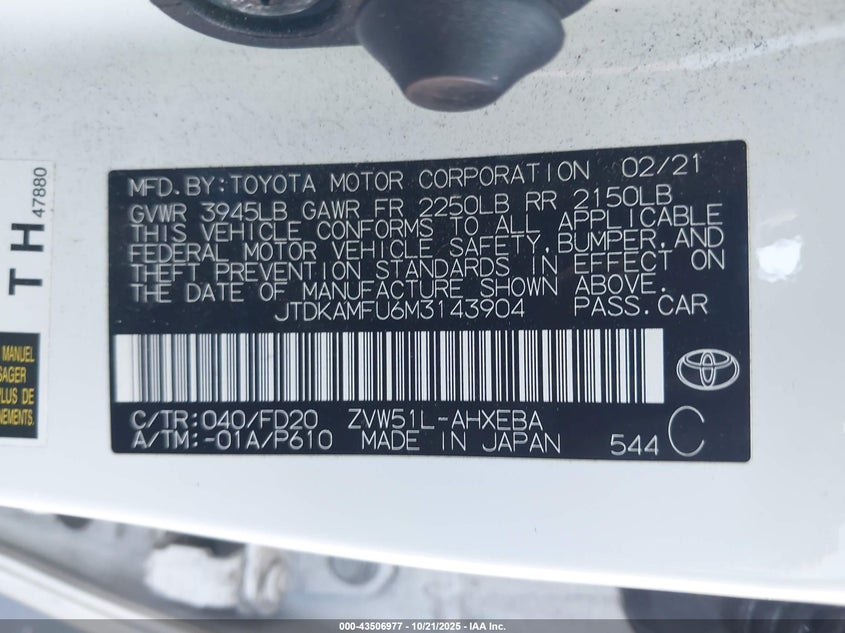 MFD. BY: TOYOTA MOTOR CORPORATION 02/21
GVWR 3945LB GAWR FR 2250LB RR 2150LB
THIS VEHICLE CONFORMS TO ALL APPLICABLE
FEDERAL MOTOR VEHICLE SAFETY, BUMPER, AND
THEFT PREVENTION STANDARDS IN EFFECT ON
THE DATE OF MANUFACTURE SHOWN ABOVE.
JTDKAMFU6M3143904 PASS. CAR
C/TR: 040/FD20 ZVW51L-AHXEBA
A/TM: -01A/P610 MADE IN JAPAN 544 C
TH
47880
MANUEL
PLUS DE
000-43506977 - 10/21/2025 - IAA Inc.